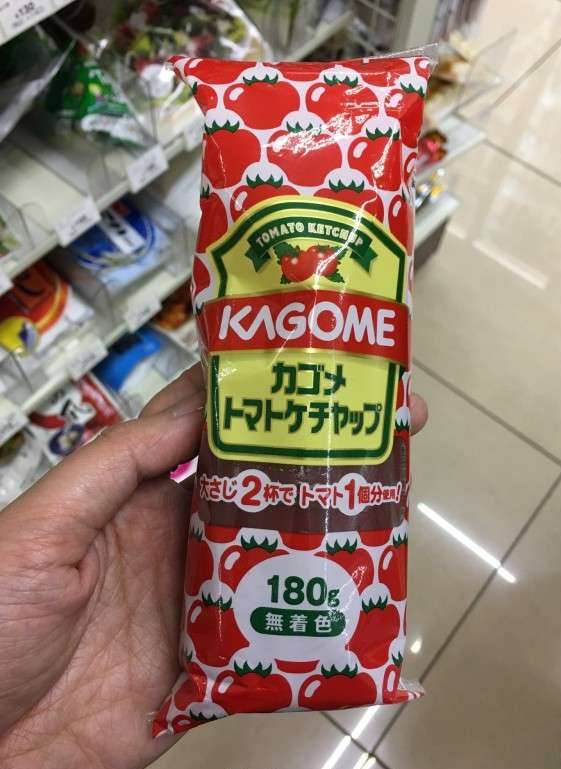 TOMATO KETCHUP
KAGOME
カゴメ
トマトケチャップ
大さじ2杯で トマト1個分使用!
180g
無着色